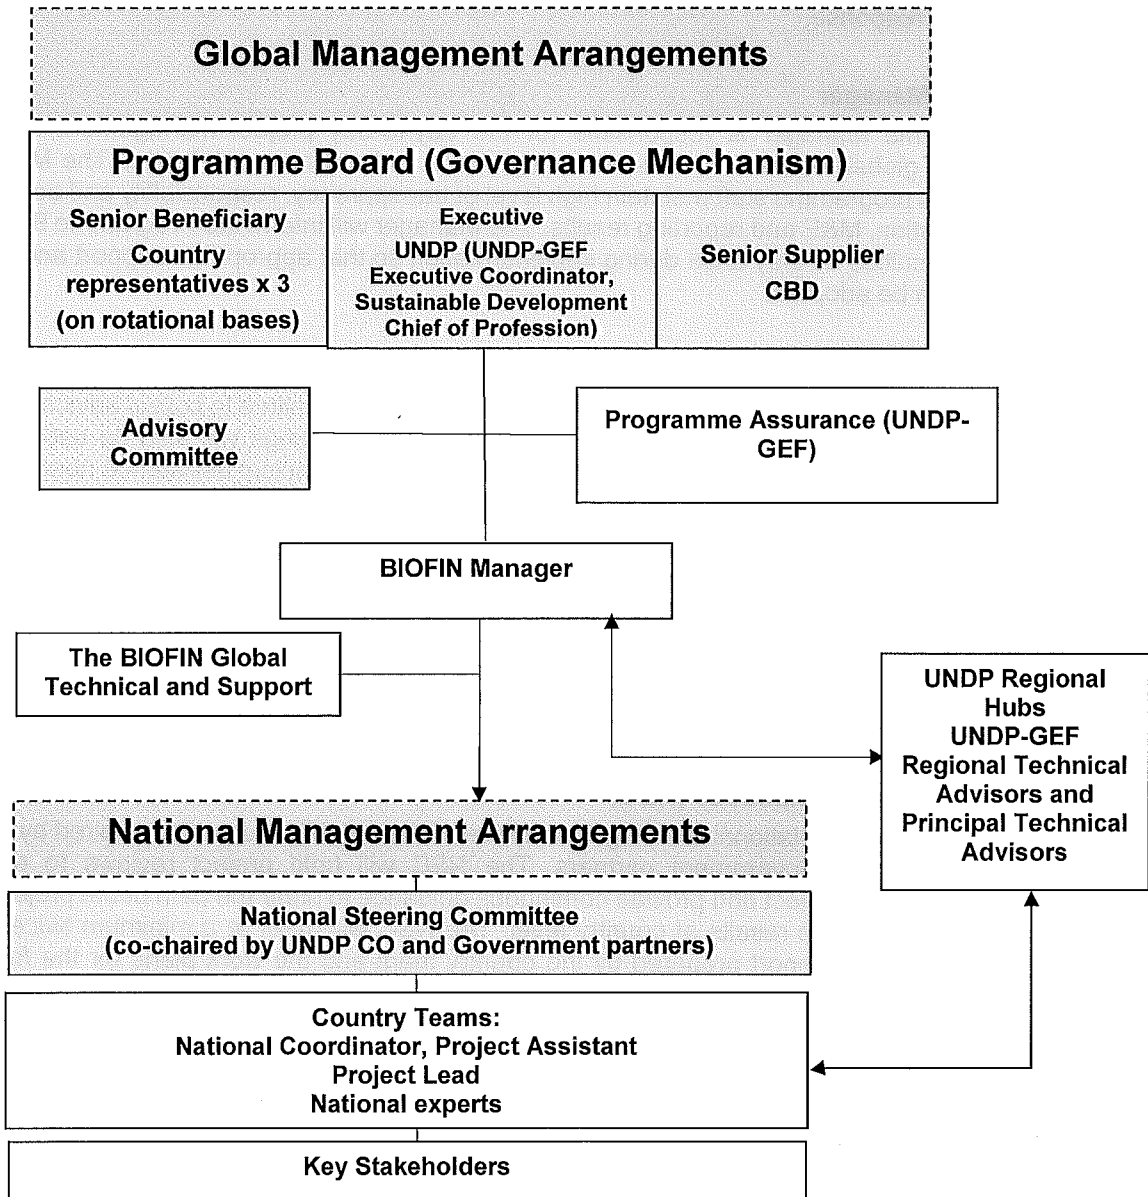 Global Management Arrangements
Programme Board (Governance Mechanism)
Senior Beneficiary
Country
representatives x 3
(on rotational bases)
Executive
UNDP (UNDP-GEF
Executive Coordinator,
Sustainable Development
Chief of Profession)
Senior Supplier
CBD
Advisory
Committee
Programme Assurance (UNDP-
GEF)
BIOFIN Manager
The BIOFIN Global
Technical and Support
UNDP Regional
Hubs
UNDP-GEF
Regional Technical
Advisors and
Principal Technical
Advisors
National Management Arrangements
National Steering Committee
(co-chaired by UNDP CO and Government partners)
Country Teams:
National Coordinator, Project Assistant
Project Lead
National experts
Key Stakeholders